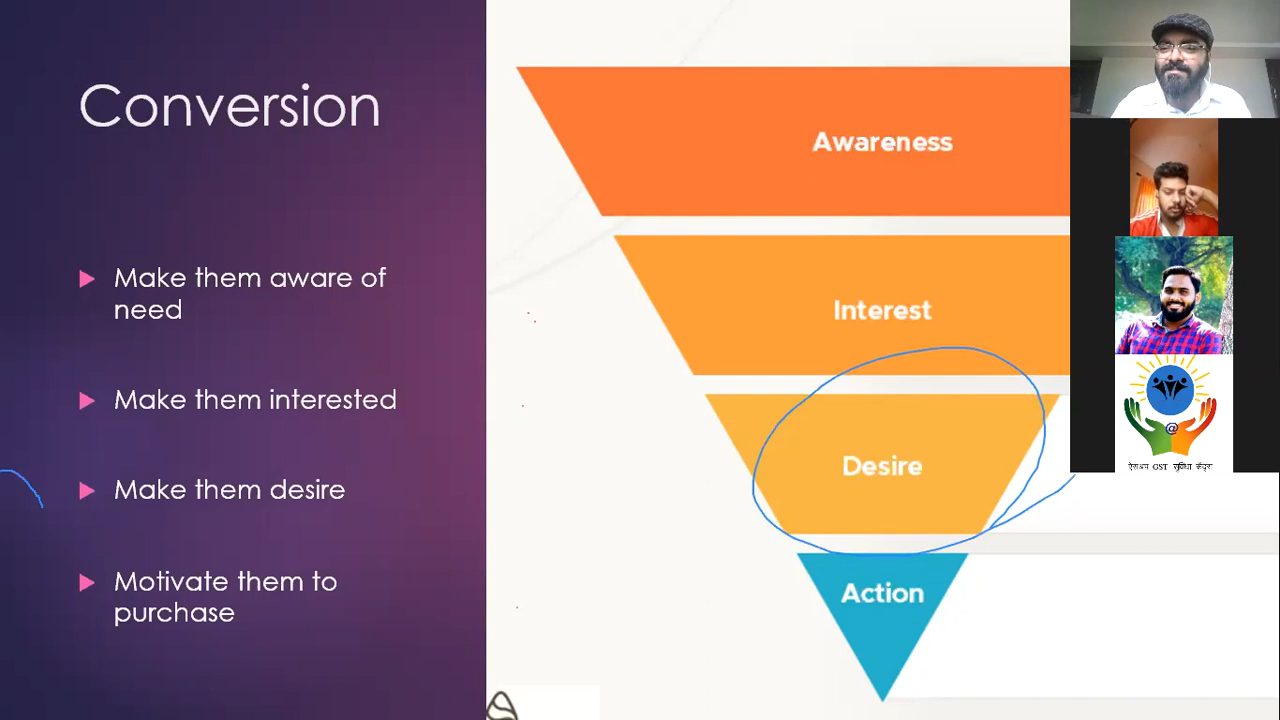 Conversion
Make them aware of
need
Make them interested
Make them desire
Motivate them to
purchase
Awareness
Interest
Desire
Action
@
GST सुविधा केंद्र